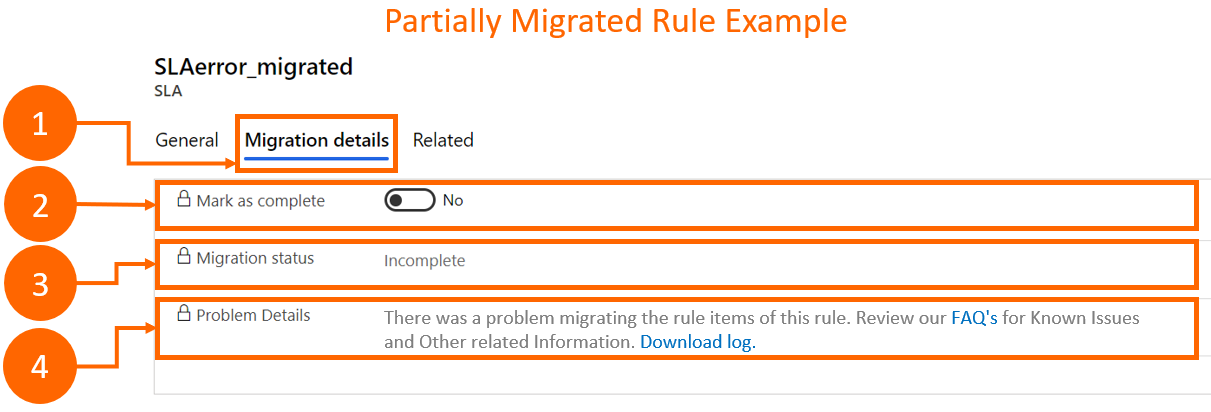 Partially Migrated Rule Example
SLAerror_migrated
SLA
1
General Migration details Related
2
Mark as complete No
3
Migration status Incomplete
4
Problem Details There was a problem migrating the rule items of this rule. Review our FAQ's for Known Issues
and Other related Information. Download log.